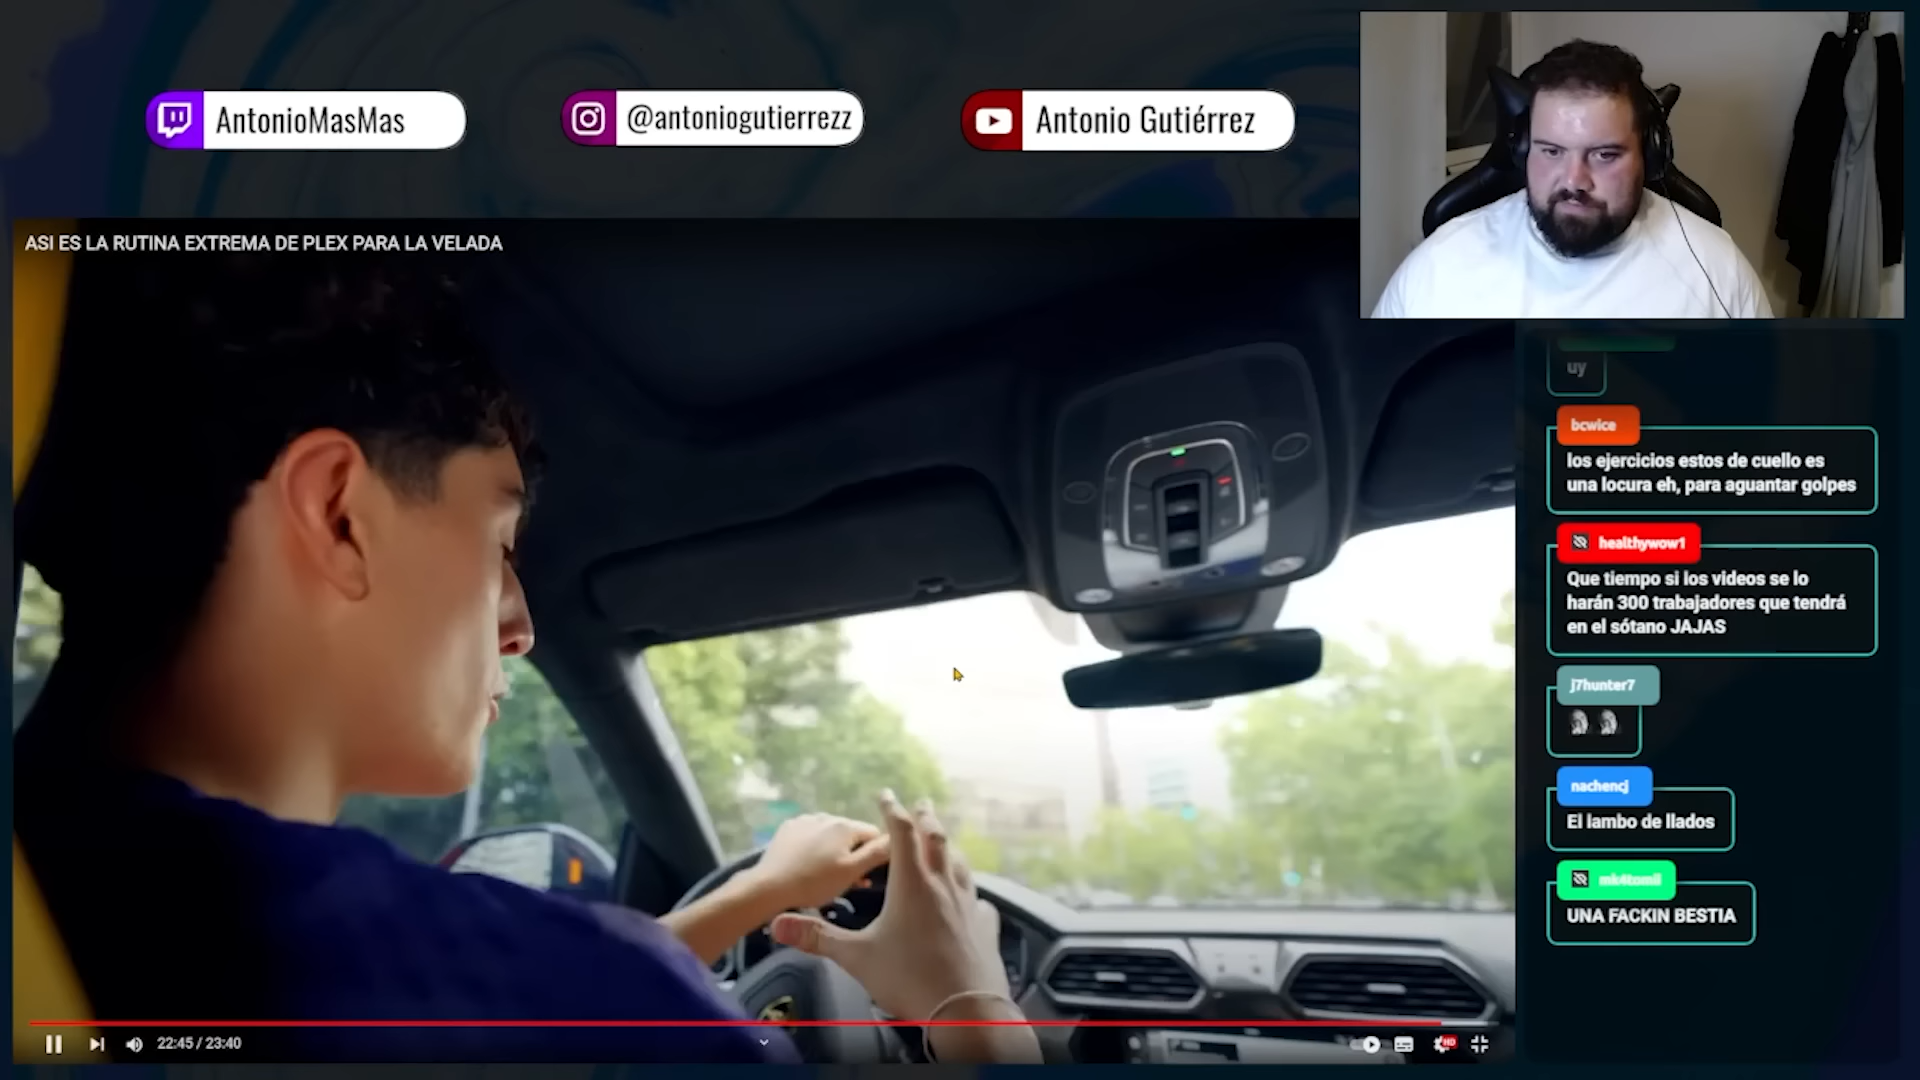 AntonioMasMas
@antoniogutierrezz
Antonio Gutiérrez
ASI ES LA RUTINA EXTREMA DE PLEX PARA LA VELADA
uy
bcwice
los ejercicios estos de cuello es
una locura eh, para aguantar golpes
healthywow1
Que tiempo si los videos se lo
harán 300 trabajadores que tendrá
en el sótano JAJAS
j7hunter7
nachencj
El lambo de llados
UNA FACKIN BESTIA
22:45 / 23:40
HD